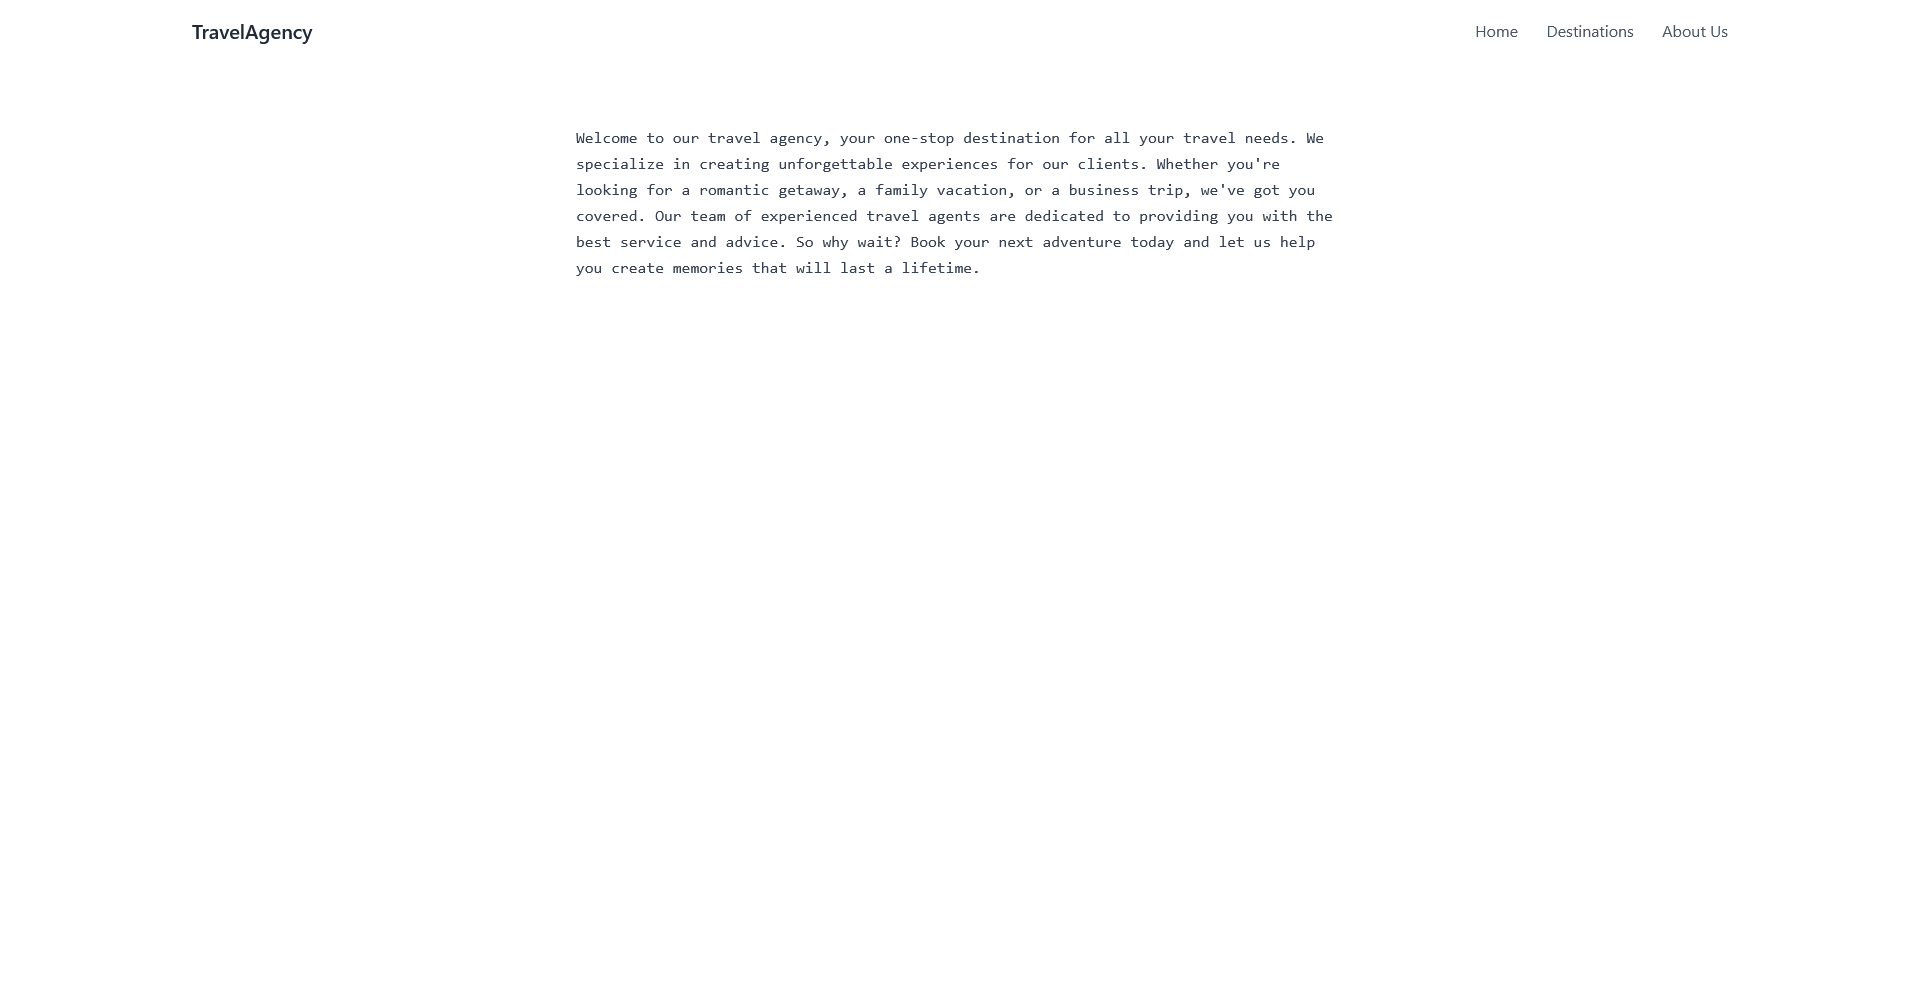 TravelAgency
Home Destinations About Us
Welcome to our travel agency, your one-stop destination for all your travel needs. We
specialize in creating unforgettable experiences for our clients. Whether you're
looking for a romantic getaway, a family vacation, or a business trip, we've got you
covered. Our team of experienced travel agents are dedicated to providing you with the
best service and advice. So why wait? Book your next adventure today and let us help
you create memories that will last a lifetime.